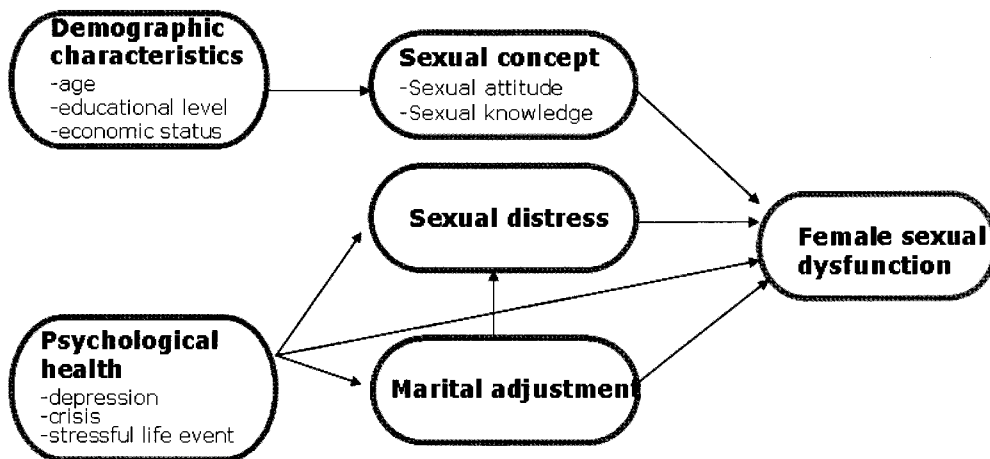 Demographic
characteristics
-age
-educational level
-economic status
Sexual concept
-Sexual attitude
-Sexual knowledge
Sexual distress
Female sexual
dysfunction
Psychological
health
-depression
-crisis
-stressful life event
Marital adjustment